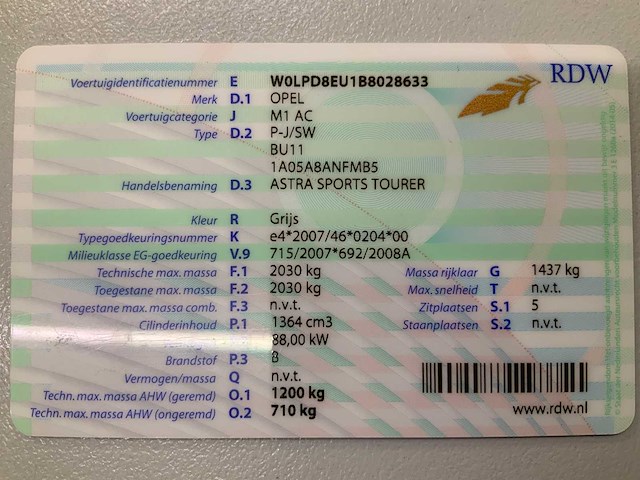 RDW
Voertuigidentificatienummer E W0LPD8EU1B8028633
Merk D.1 OPEL
Voertuigcategorie J M1 AC
Type D.2 P-J/SW
BU11
1A05A8ANFMB5
Handelsbenaming D.3 ASTRA SPORTS TOURER
Kleur R Grijs
Typegoedkeuringsnummer K e4*2007/46*0204*00
Milieuklasse EG-goedkeuring V.9 715/2007*692/2008A
Technische max. massa F.1 2030 kg Massa rijklaar G 1437 kg
Toegestane max. massa F.2 2030 kg Max. snelheid T n.v.t.
Toegestane max. massa comb. F.3 n.v.t. Zitplaatsen S.1 5
Cilinderinhoud P.1 1364 cm3 Staanplaatsen S.2 n.v.t.
88,00 kW
Brandstof P.3 B
Vermogen/massa Q n.v.t.
Techn. max. massa AHW (geremd) O.1 1200 kg
Techn. max. massa AHW (ongeremd) O.2 710 kg
www.rdw.nl